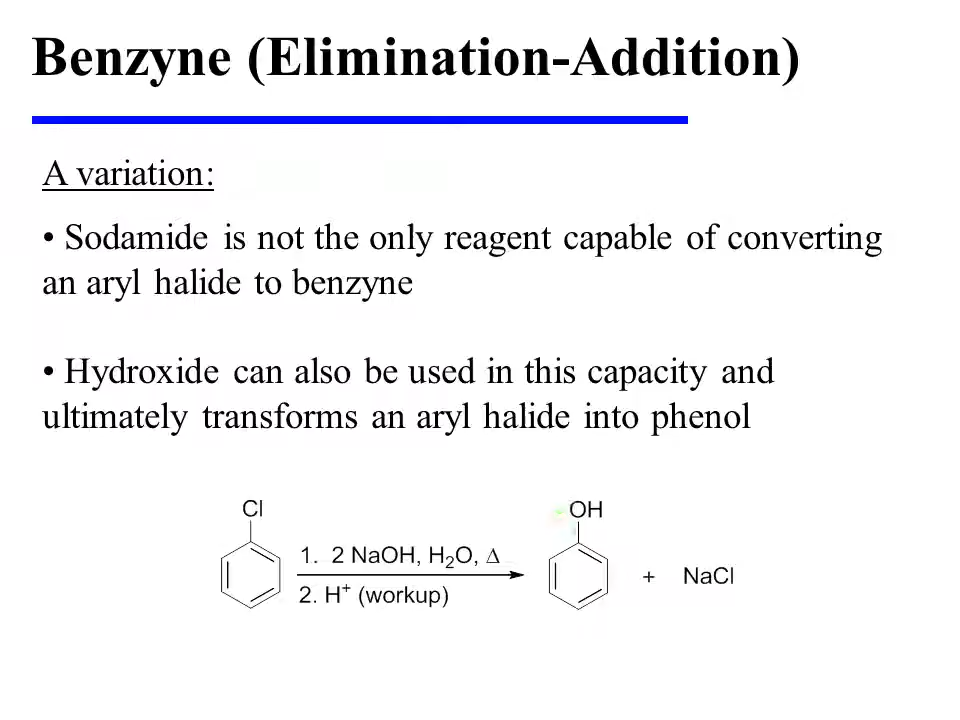 Benzyne (Elimination-Addition)
A variation:
• Sodamide is not the only reagent capable of converting
an aryl halide to benzyne
• Hydroxide can also be used in this capacity and
ultimately transforms an aryl halide into phenol
Cl
OH
1. 2 NaOH, H₂O, Δ
+ NaCl
2. H⁺ (workup)